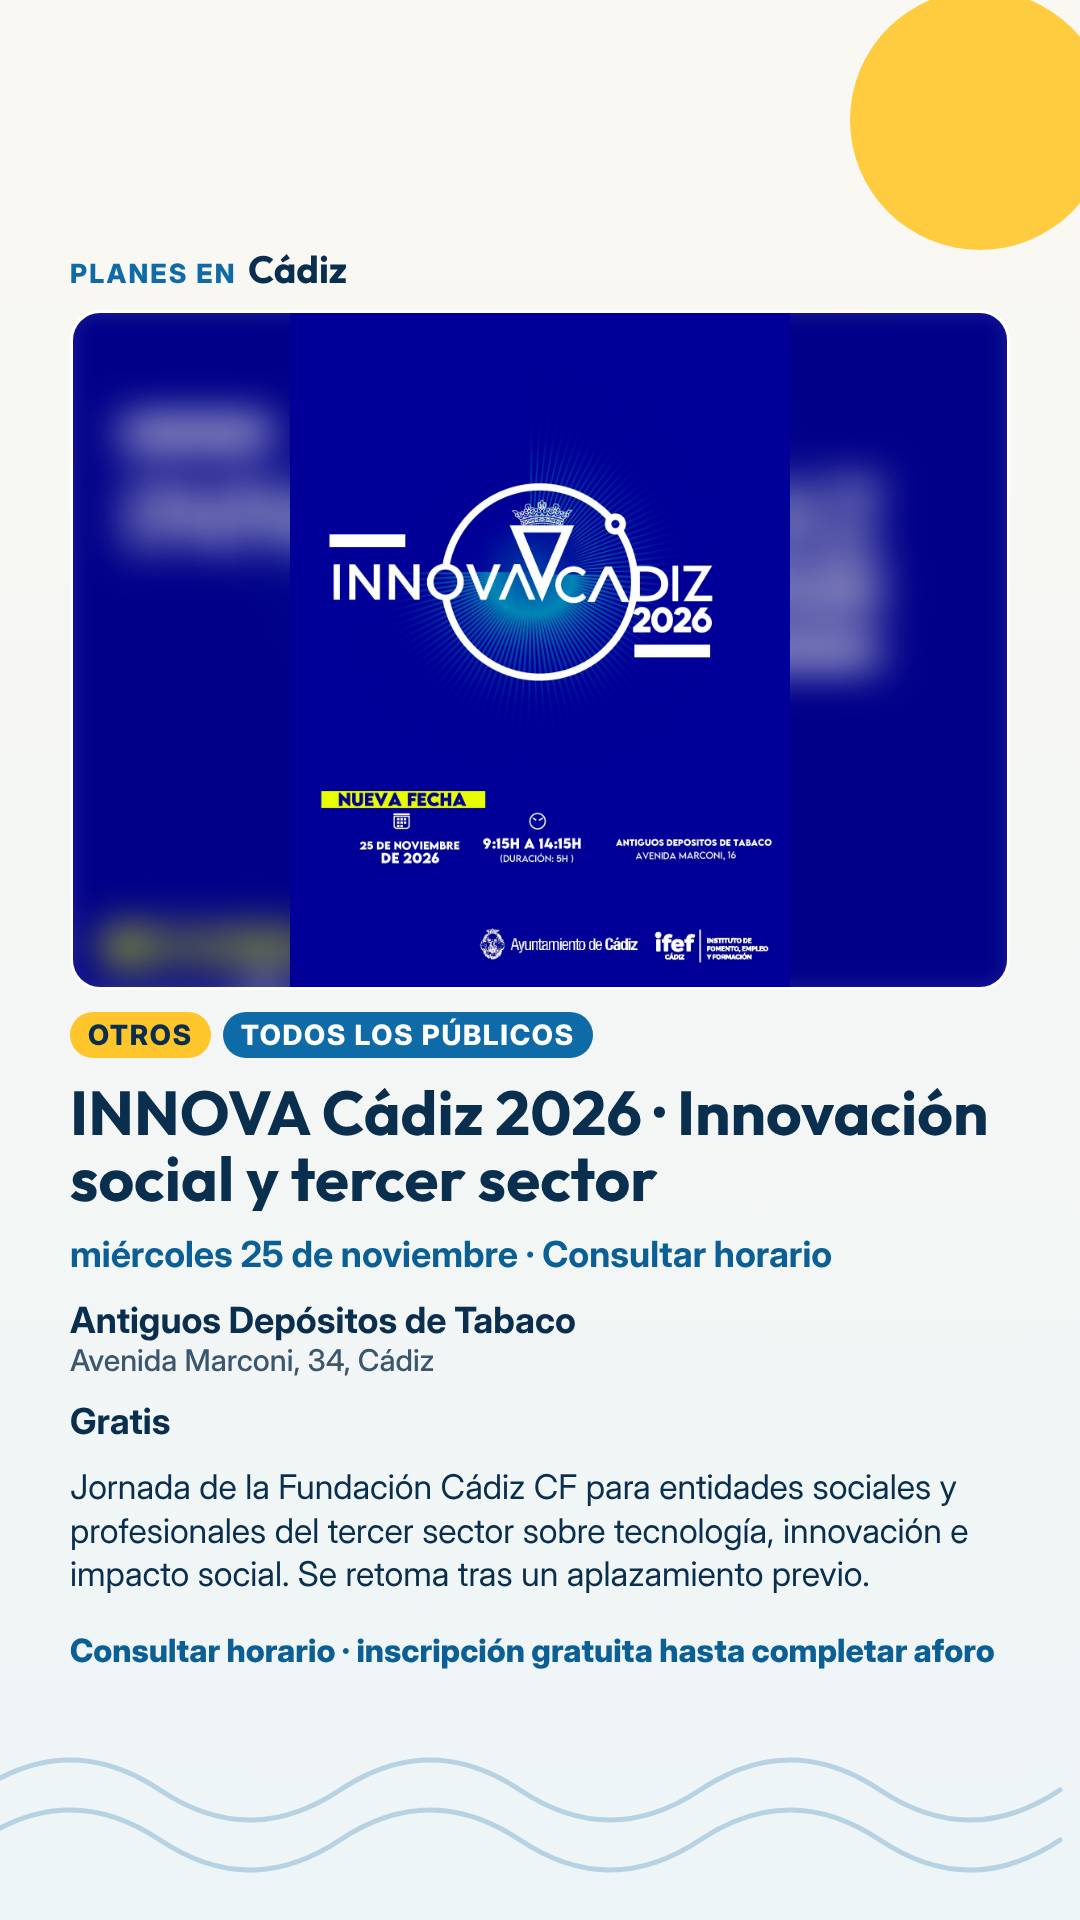 PLANES EN Cádiz
INNOVA CADIZ
2026
NUEVA FECHA
25 DE NOVIEMBRE
DE 2026
9:15H A 14:15H
(DURACIÓN: 5H )
ANTIGUOS DEPOSITOS DE TABACO
AVENIDA MARCONI, 16
Ayuntamiento de Cádiz
ifef
CÁDIZ
INSTITUTO DE
FOMENTO, EMPLEO
Y FORMACIÓN
OTROS
TODOS LOS PÚBLICOS
INNOVA Cádiz 2026 · Innovación
social y tercer sector
miércoles 25 de noviembre · Consultar horario
Antiguos Depósitos de Tabaco
Avenida Marconi, 34, Cádiz
Gratis
Jornada de la Fundación Cádiz CF para entidades sociales y
profesionales del tercer sector sobre tecnología, innovación e
impacto social. Se retoma tras un aplazamiento previo.
Consultar horario · inscripción gratuita hasta completar aforo